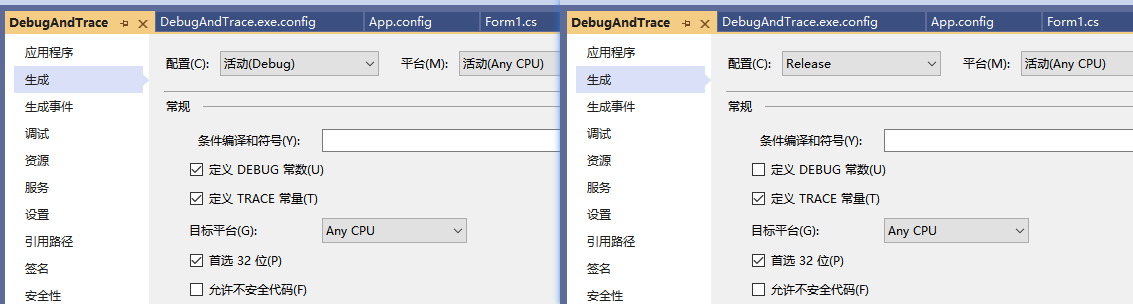 DebugAndTrace DebugAndTrace.exe.config App.config Form1.cs
应用程序
生成
生成事件
调试
资源
服务
设置
引用路径
签名
安全性
配置(C): 活动(Debug) 平台(M): 活动(Any CPU)
常规
条件编译和符号(Y):
定义 DEBUG 常数(U)
定义 TRACE 常量(T)
目标平台(G): Any CPU
首选 32 位(P)
允许不安全代码(F)
DebugAndTrace DebugAndTrace.exe.config App.config Form1.cs
应用程序
生成
生成事件
调试
资源
服务
设置
引用路径
签名
安全性
配置(C): Release 平台(M): 活动(Any CPU)
常规
条件编译和符号(Y):
定义 DEBUG 常数(U)
定义 TRACE 常量(T)
目标平台(G): Any CPU
首选 32 位(P)
允许不安全代码(F)